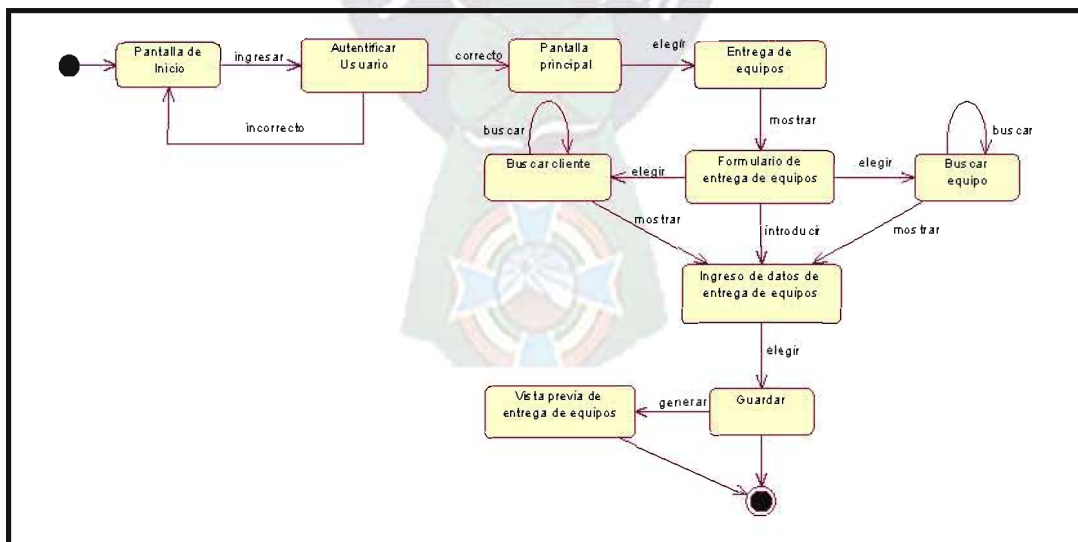 Pantalla de
Inicio
ingresar
Autentificar
Usuario
correcto
Pantalla
principal
elegir
Entrega de
equipos
incorrecto
mostrar
buscar
buscar
Buscar cliente
elegir
Formulario de
entrega de equipos
elegir
Buscar
equipo
mostrar
introducir
mostrar
Ingreso de datos de
entrega de equipos
elegir
Vista previa de
entrega de equipos
generar
Guardar